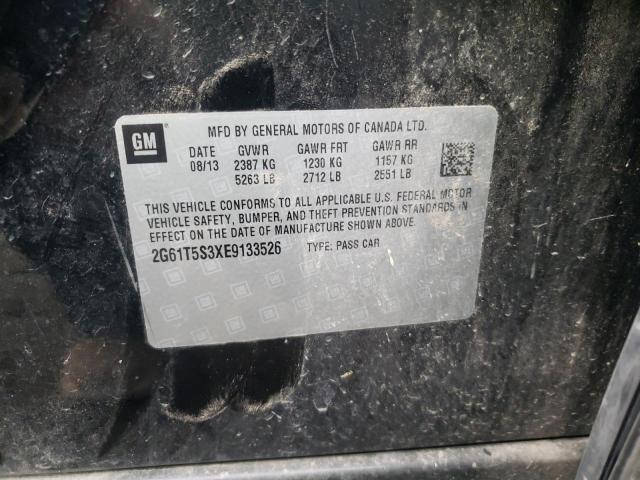 GM
MFD BY GENERAL MOTORS OF CANADA LTD.
DATE GVWR GAWR FRT GAWR RR
08/13 2387 KG 1230 KG 1157 KG
5263 LB 2712 LB 2551 LB
THIS VEHICLE CONFORMS TO ALL APPLICABLE U.S. FEDERAL MOTOR
VEHICLE SAFETY, BUMPER, AND THEFT PREVENTION STANDARDS IN
EFFECT ON THE DATE OF MANUFACTURE SHOWN ABOVE.
2G61T5S3XE9133526 TYPE: PASS CAR